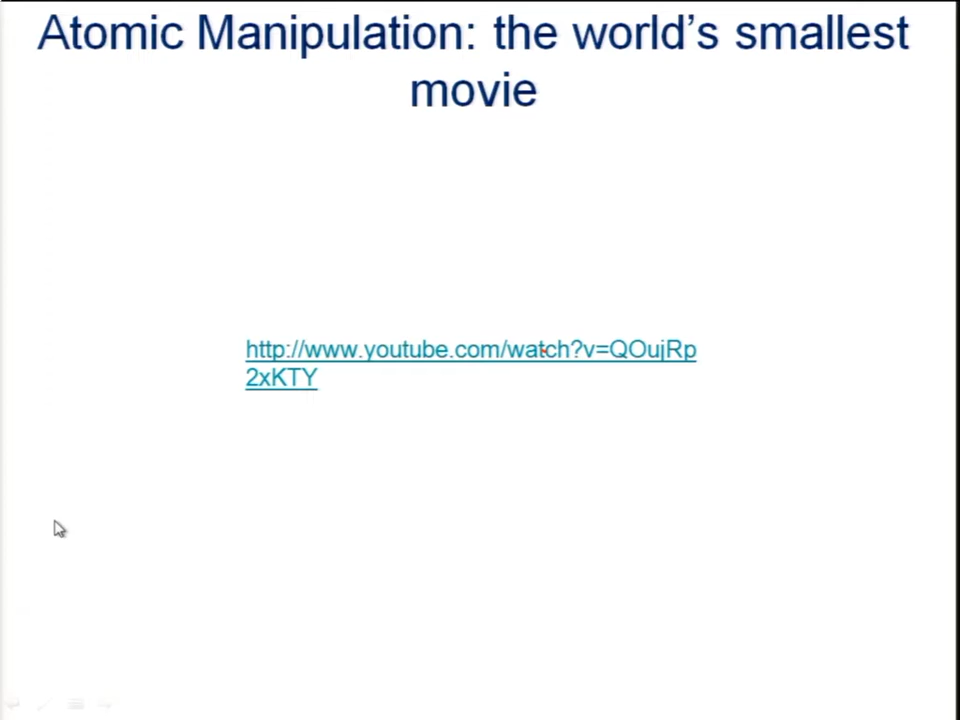 Atomic Manipulation: the world’s smallest
movie
http://www.youtube.com/watch?v=QOujRp
2xKTY